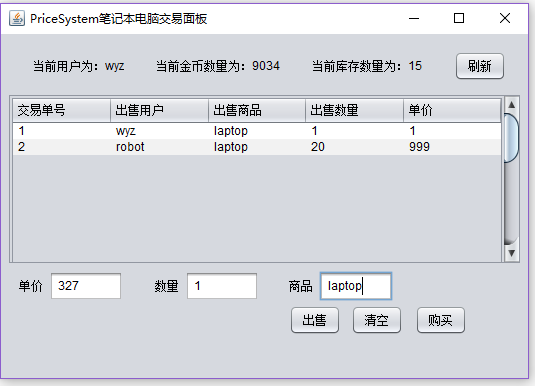 PriceSystem笔记本电脑交易面板
当前用户为：wyz 当前金币数量为：9034 当前库存数量为：15 刷新
交易单号 出售用户 出售商品 出售数量 单价
1 wyz laptop 1 1
2 robot laptop 20 999
单价 327 数量 1 商品 laptop
出售 清空 购买